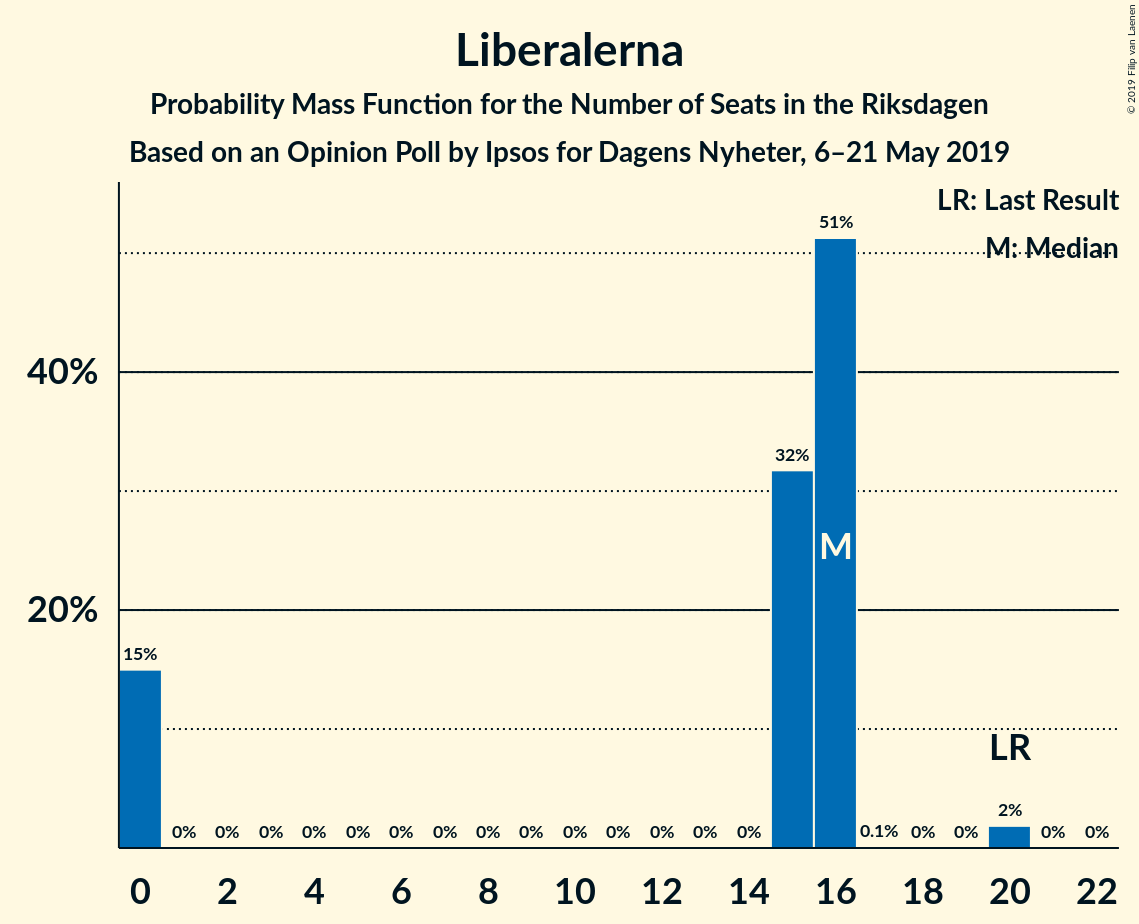 Liberalerna
Probability Mass Function for the Number of Seats in the Riksdagen
Based on an Opinion Poll by Ipsos for Dagens Nyheter, 6–21 May 2019
© 2019 Filip van Laenen
LR: Last Result
M: Median
51%
40%
32%
M
20%
15%
LR
2%
0% 0% 0% 0% 0% 0% 0% 0% 0% 0% 0% 0% 0% 0% 0.1% 0% 0% 0% 0%
0 2 4 6 8 10 12 14 16 18 20 22